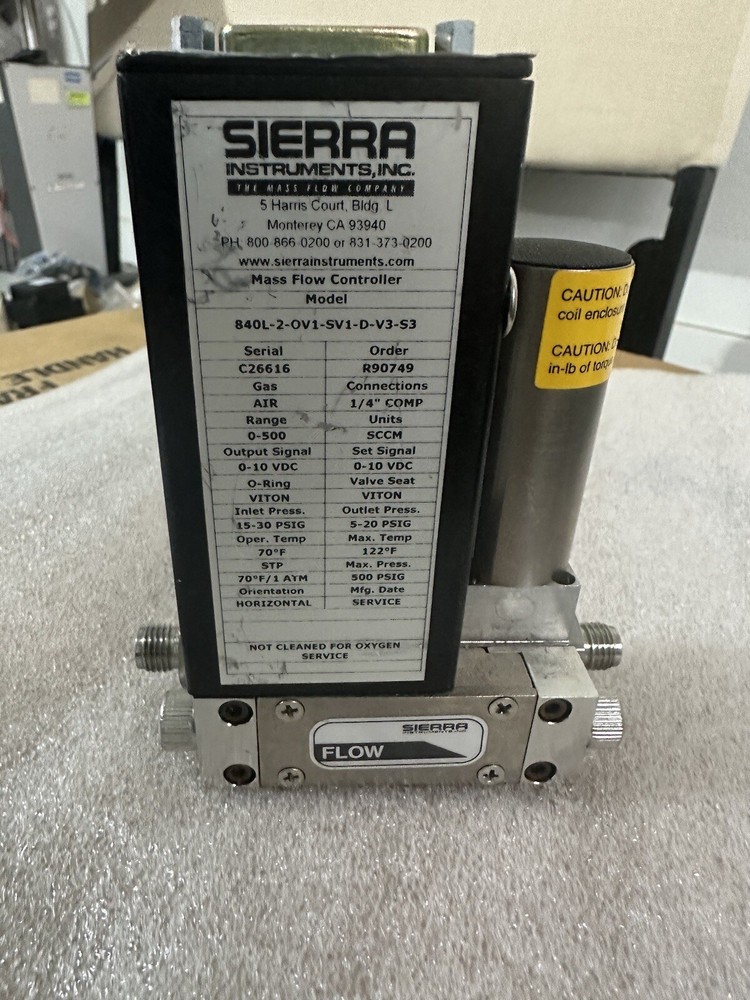 SIERRA
INSTRUMENTS, INC.
THE MASS FLOW COMPANY
5 Harris Court, Bldg. L
Monterey CA 93940
PH. 800-866-0200 or 831-373-0200
www.sierrainstruments.com
Mass Flow Controller
Model
840L-2-OV1-SV1-D-V3-S3
Serial Order
C26616 R90749
Gas Connections
AIR 1/4" COMP
Range Units
0-500 SCCM
Output Signal Set Signal
0-10 VDC 0-10 VDC
O-Ring Valve Seat
VITON VITON
Inlet Press. Outlet Press.
15-30 PSIG 5-20 PSIG
Oper. Temp Max. Temp
70°F 122°F
STP Max. Press.
70°F/1 ATM 500 PSIG
Orientation Mfg. Date
HORIZONTAL SERVICE
NOT CLEANED FOR OXYGEN
SERVICE
CAUTION:
coil
CAUTION:
in-lb of
SIERRA
INSTRUMENTS, INC.
FLOW
HANDLE